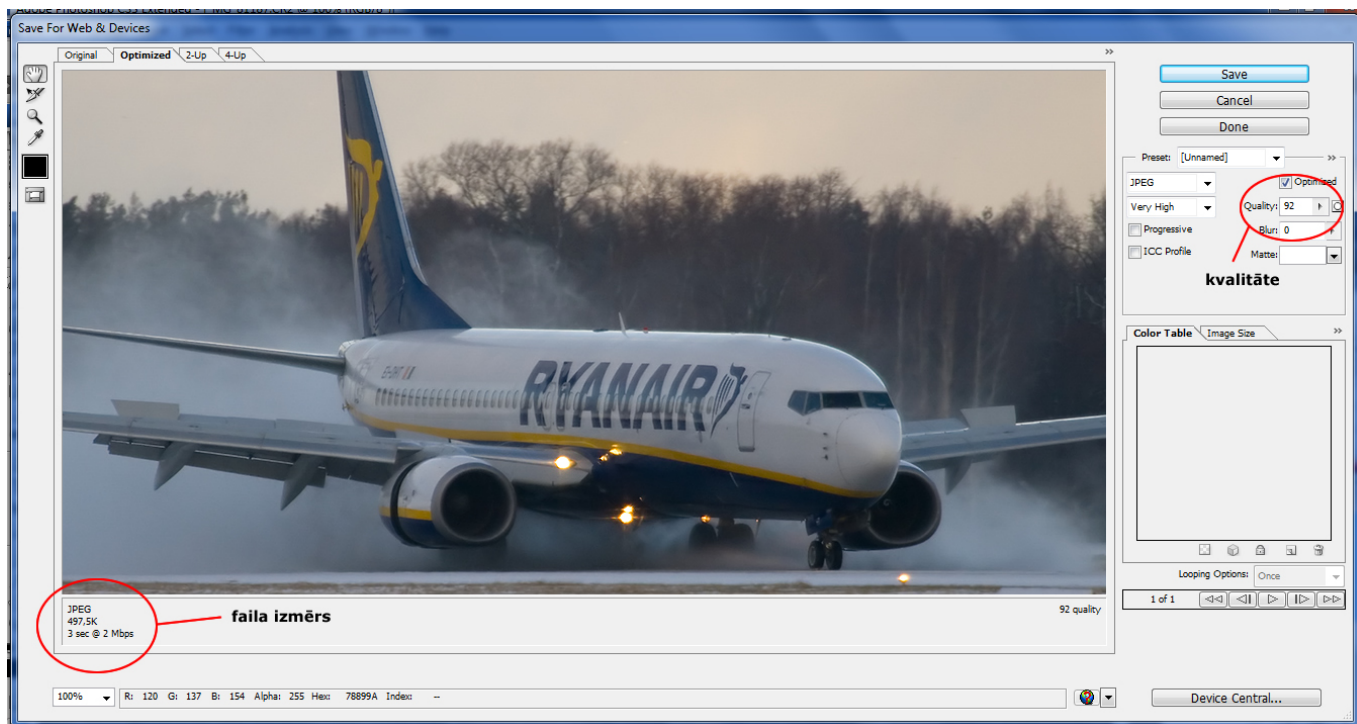 Save For Web & Devices
Original
Optimized
2-Up
4-Up
Save
Cancel
Done
Preset: [Unnamed]
JPEG
Optimized
Very High
Quality: 92
Progressive
Blur: 0
ICC Profile
Matte:
kvalitāte
RYANAIR
Color Table
Image Size
Looping Options: Once
1 of 1
JPEG
497,5K
3 sec @ 2 Mbps
faila izmērs
92 quality
100%
R: 120 G: 137 B: 154 Alpha: 255 Hex: 78899A Index: --
Device Central...